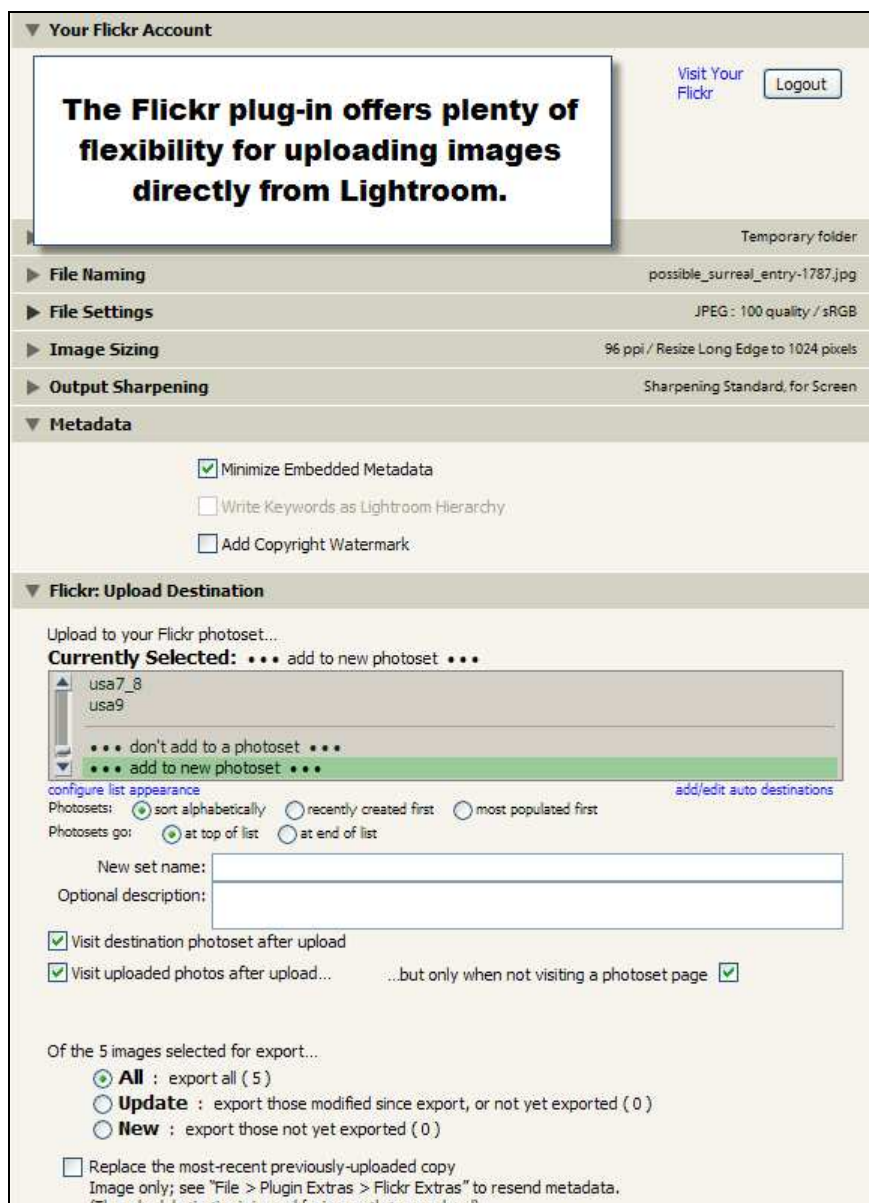 Your Flickr Account
The Flickr plug-in offers plenty of
flexibility for uploading images
directly from Lightroom.
Visit Your
Flickr
Logout
Temporary folder
File Naming possible_surreal_entry-1787.jpg
File Settings JPEG : 100 quality / sRGB
Image Sizing 96 ppi / Resize Long Edge to 1024 pixels
Output Sharpening Sharpening Standard, for Screen
Metadata
Minimize Embedded Metadata
Write Keywords as Lightroom Hierarchy
Add Copyright Watermark
Flickr: Upload Destination
Upload to your Flickr photoset...
Currently Selected: • • • add to new photoset • • •
usa7_8
usa9
• • • don't add to a photoset • • •
• • • add to new photoset • • •
configure list appearance add/edit auto destinations
Photosets: sort alphabetically recently created first most populated first
Photosets go: at top of list at end of list
New set name:
Optional description:
Visit destination photoset after upload
Visit uploaded photos after upload... ...but only when not visiting a photoset page
Of the 5 images selected for export...
All : export all ( 5 )
Update : export those modified since export, or not yet exported ( 0 )
New : export those not yet exported ( 0 )
Replace the most-recent previously-uploaded copy
Image only; see "File > Plugin Extras > Flickr Extras" to resend metadata.